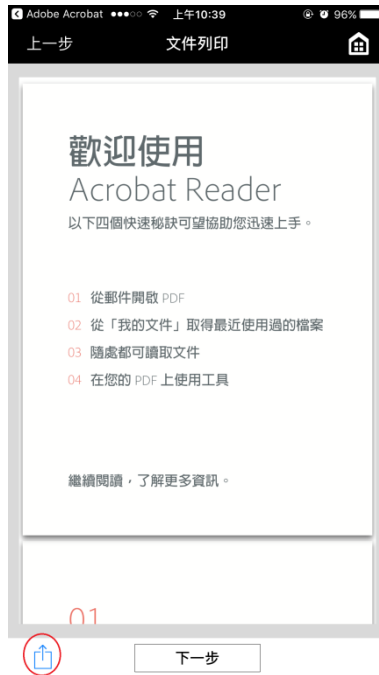 Adobe Acrobat 上午10:39 96%
上一步 文件列印
歡迎使用
Acrobat Reader
以下四個快速秘訣可望協助您迅速上手。
01 從郵件開啟 PDF
02 從「我的文件」取得最近使用過的檔案
03 隨處都可讀取文件
04 在您的 PDF 上使用工具
繼續閱讀，了解更多資訊。
01
下一步